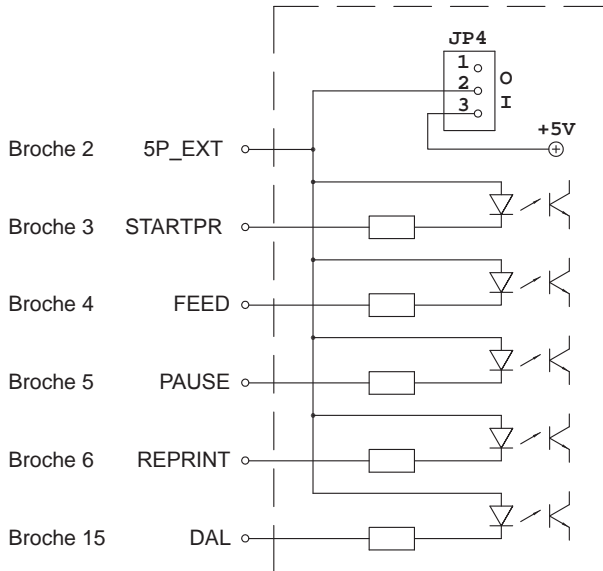 JP4
1
2
3
O
I
+5V
Broche 2 5P_EXT
Broche 3 STARTPR
Broche 4 FEED
Broche 5 PAUSE
Broche 6 REPRINT
Broche 15 DAL